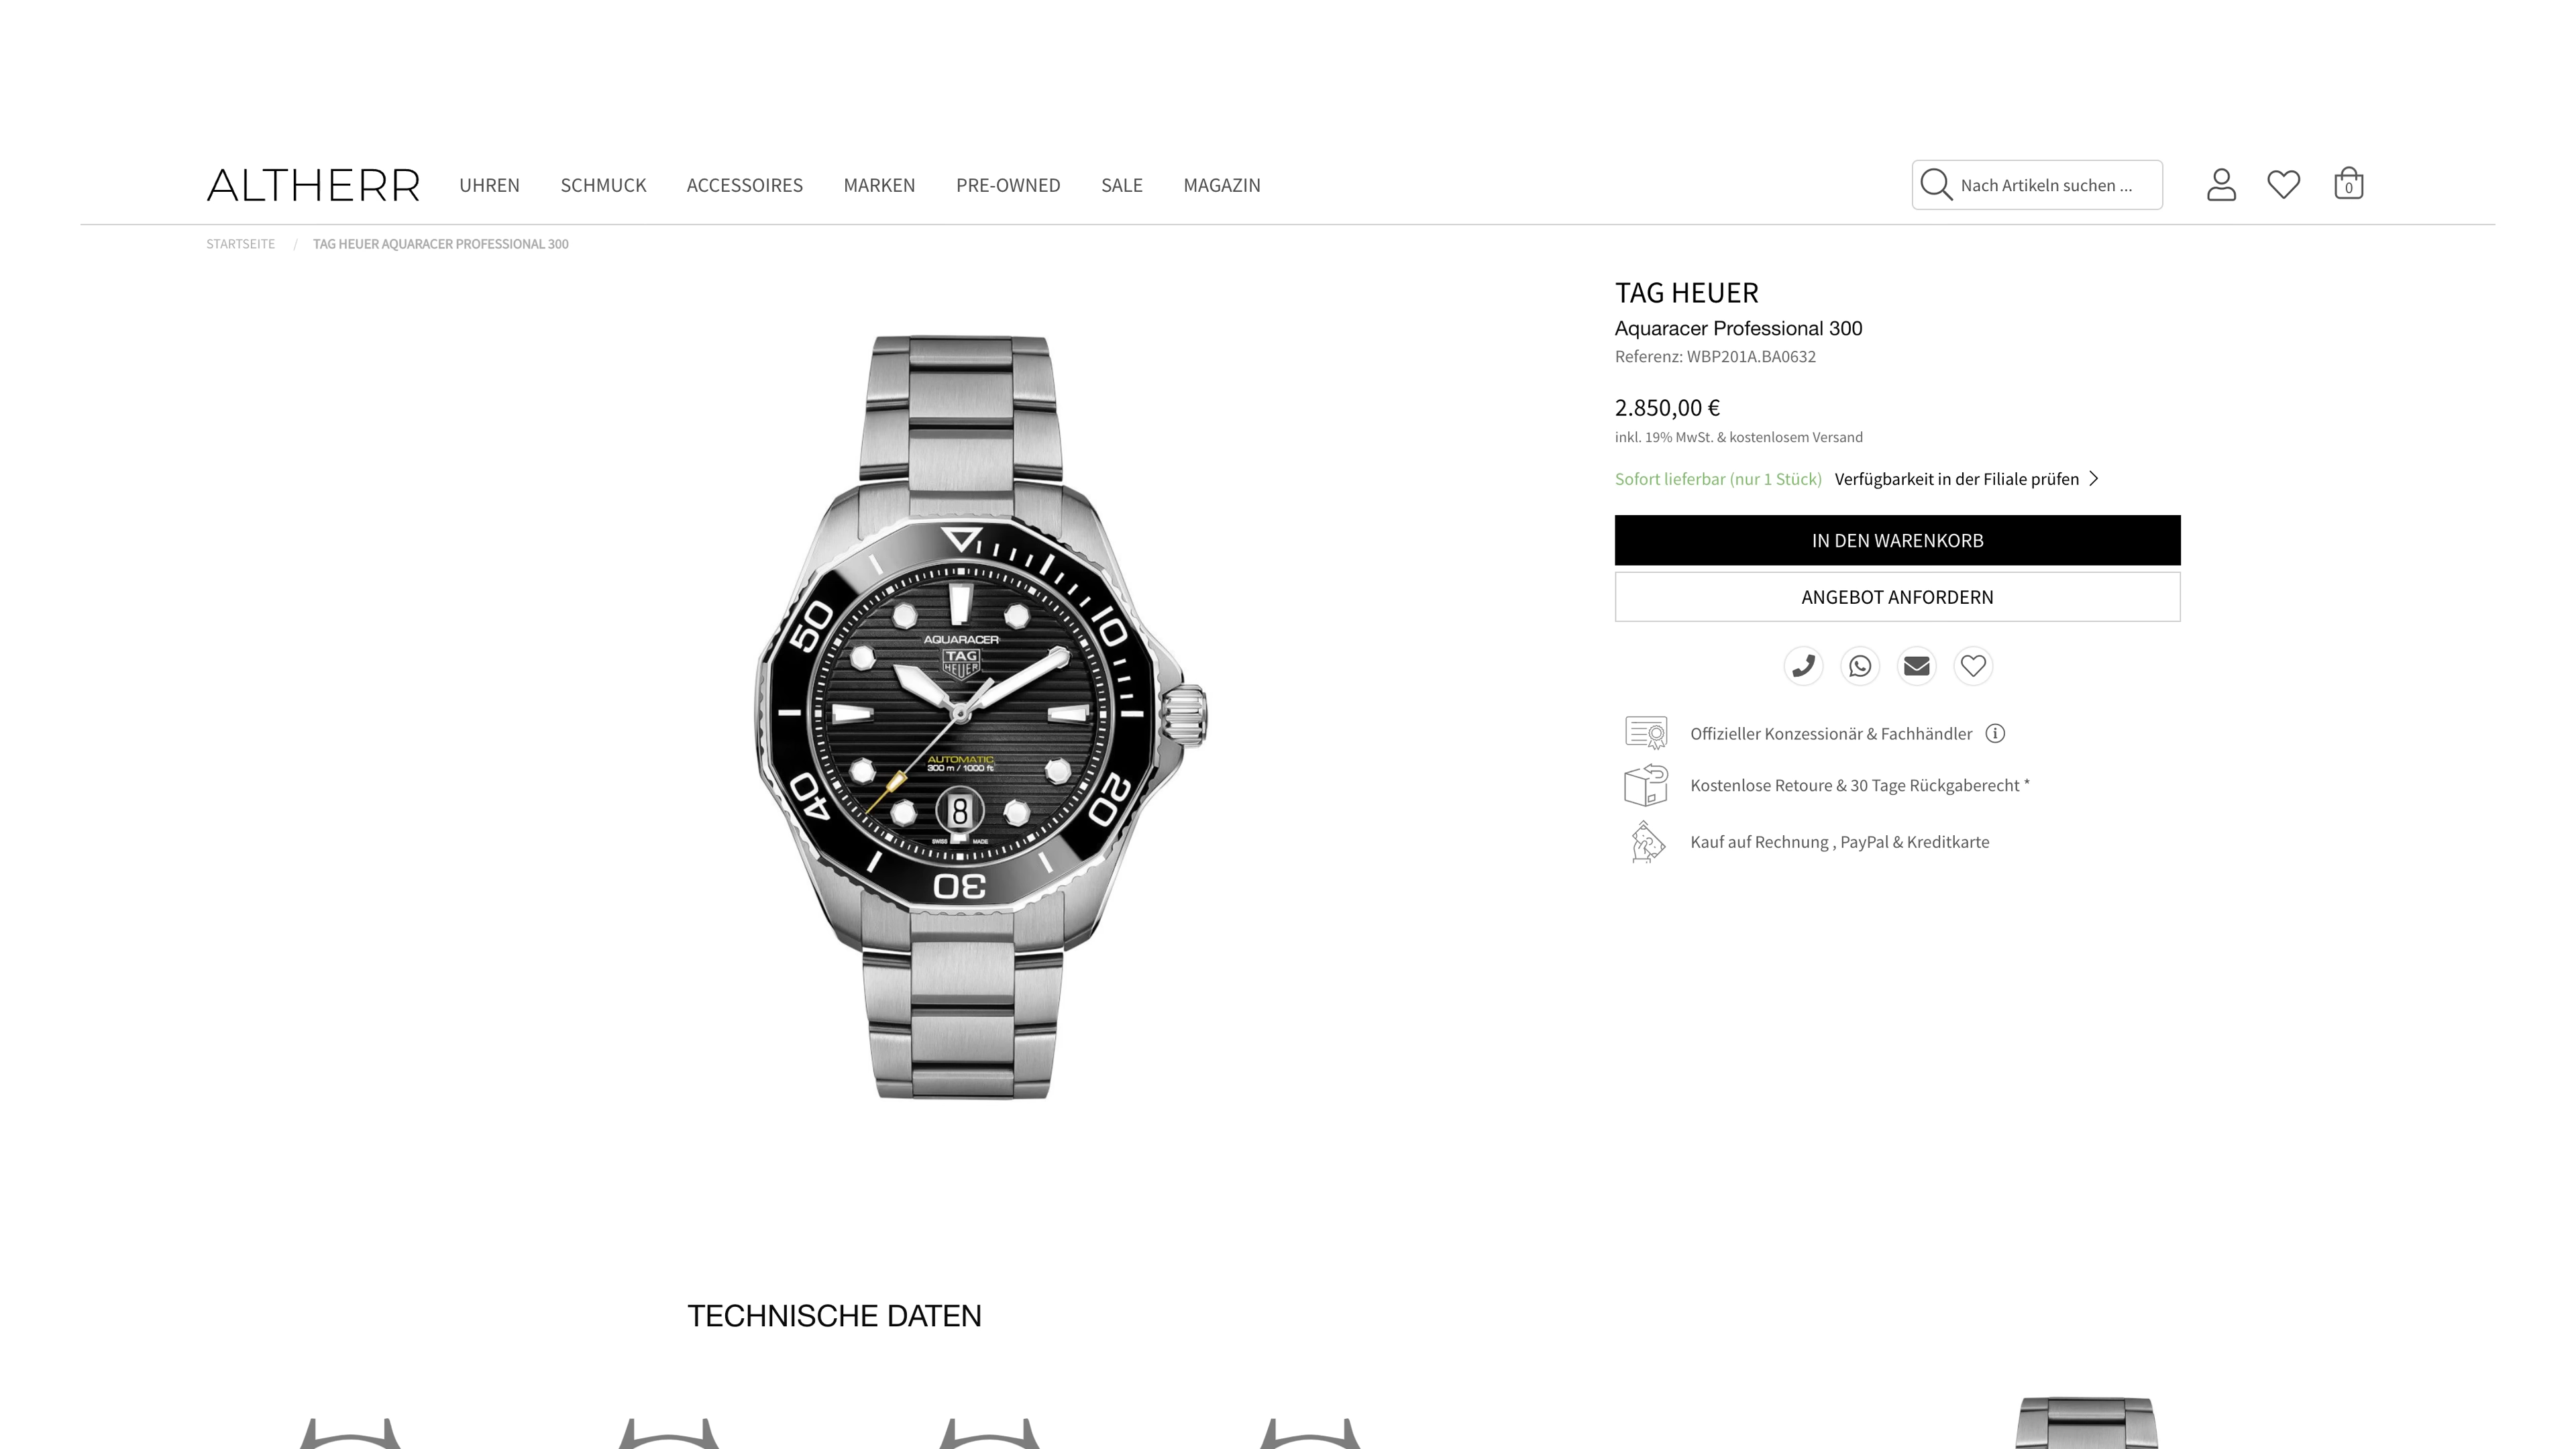 ALTHERR UHREN SCHMUCK ACCESSOIRES MARKEN PRE-OWNED SALE MAGAZIN Nach Artikeln suchen ... 0
STARTSEITE / TAG HEUER AQUARACER PROFESSIONAL 300
TAG HEUER
Aquaracer Professional 300
Referenz: WBP201A.BA0632
2.850,00 €
inkl. 19% MwSt. & kostenlosem Versand
Sofort lieferbar (nur 1 Stück) Verfügbarkeit in der Filiale prüfen
IN DEN WARENKORB
ANGEBOT ANFORDERN
Offizieller Konzessionär & Fachhändler
Kostenlose Retoure & 30 Tage Rückgaberecht *
Kauf auf Rechnung , PayPal & Kreditkarte
10
20
30
40
50
AQUARACER
TAG
HEUER
AUTOMATIC
300 m / 1000 ft
8
SWISS MADE
TECHNISCHE DATEN